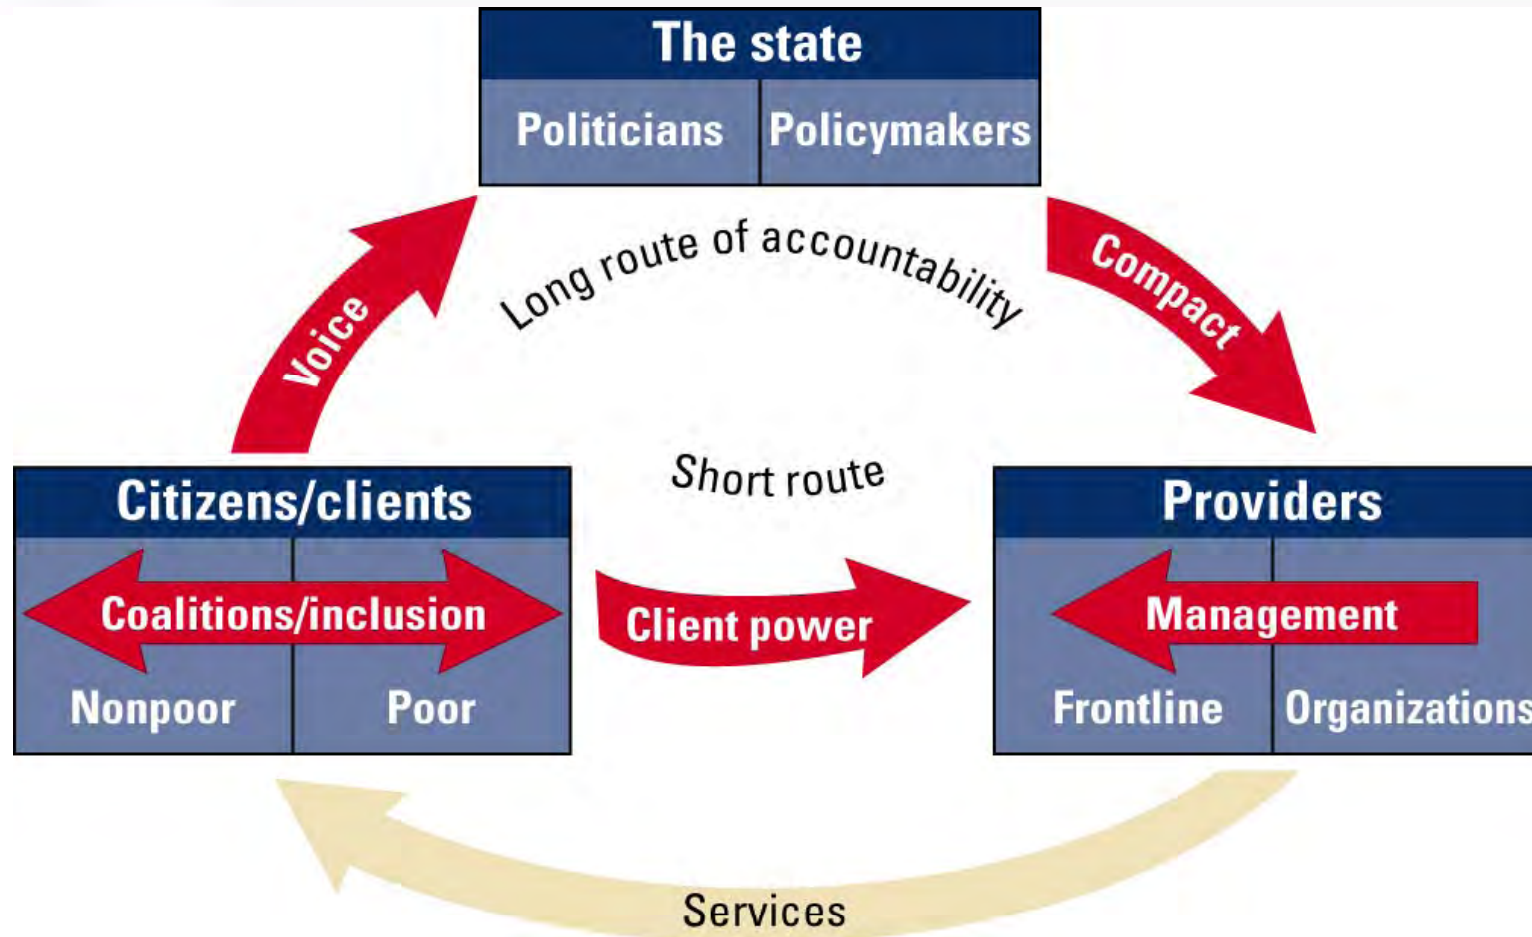 The state
Politicians
Policymakers
Long route of accountability
Voice
Compact
Short route
Citizens/clients
Coalitions/inclusion
Nonpoor
Poor
Client power
Providers
Management
Frontline
Organizations
Services